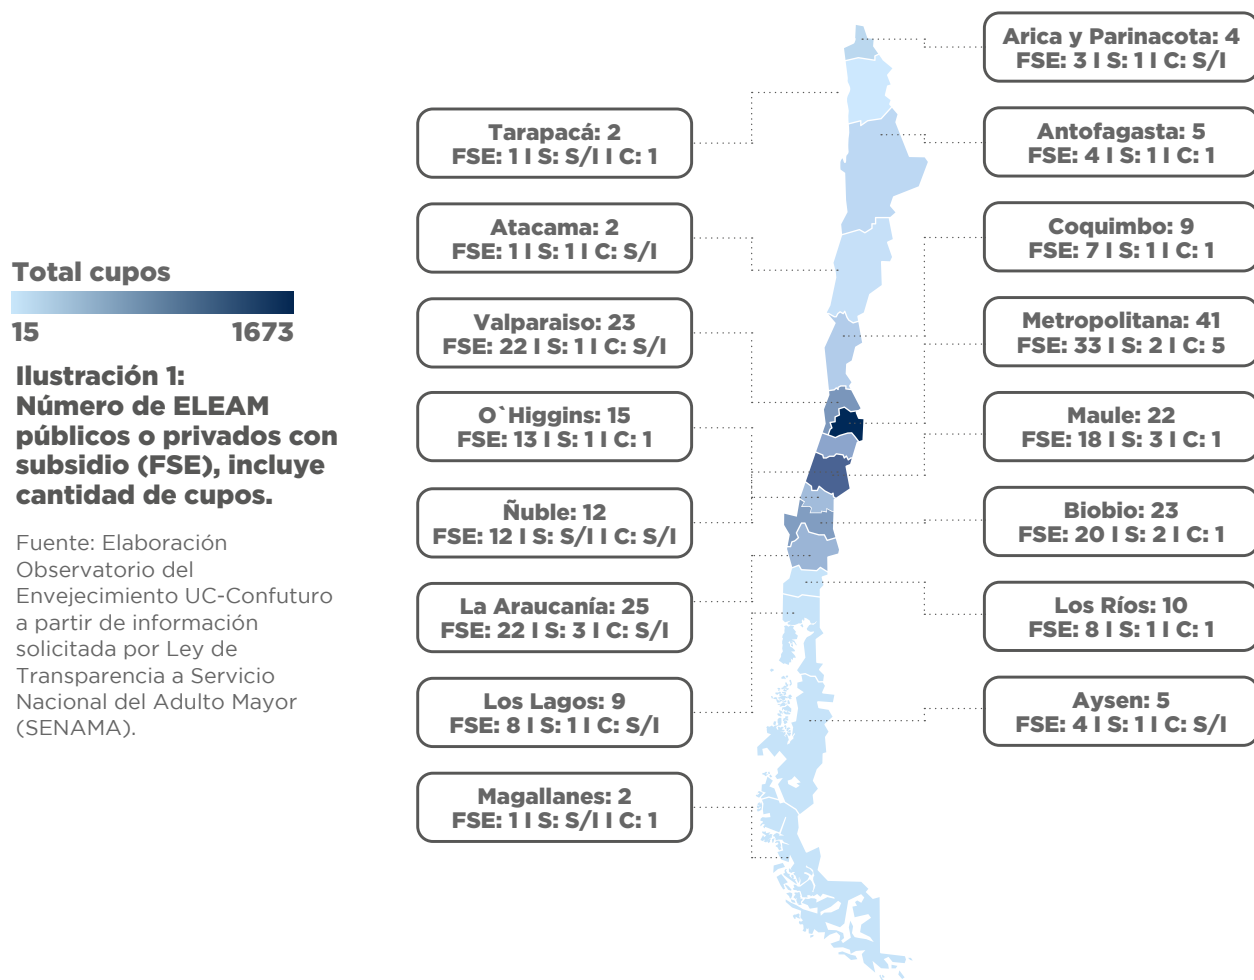 Total cupos
15 1673
Ilustración 1:
Número de ELEAM
públicos o privados con
subsidio (FSE), incluye
cantidad de cupos.
Fuente: Elaboración
Observatorio del
Envejecimiento UC-Confuturo
a partir de información
solicitada por Ley de
Transparencia a Servicio
Nacional del Adulto Mayor
(SENAMA).
Tarapacá: 2
FSE: 1 I S: S/I I C: 1
Atacama: 2
FSE: 1 I S: 1 I C: S/I
Valparaiso: 23
FSE: 22 I S: 1 I C: S/I
O`Higgins: 15
FSE: 13 I S: 1 I C: 1
Ñuble: 12
FSE: 12 I S: S/I I C: S/I
La Araucanía: 25
FSE: 22 I S: 3 I C: S/I
Los Lagos: 9
FSE: 8 I S: 1 I C: S/I
Magallanes: 2
FSE: 1 I S: S/I I C: 1
Arica y Parinacota: 4
FSE: 3 I S: 1 I C: S/I
Antofagasta: 5
FSE: 4 I S: 1 I C: 1
Coquimbo: 9
FSE: 7 I S: 1 I C: 1
Metropolitana: 41
FSE: 33 I S: 2 I C: 5
Maule: 22
FSE: 18 I S: 3 I C: 1
Biobio: 23
FSE: 20 I S: 2 I C: 1
Los Ríos: 10
FSE: 8 I S: 1 I C: 1
Aysen: 5
FSE: 4 I S: 1 I C: S/I